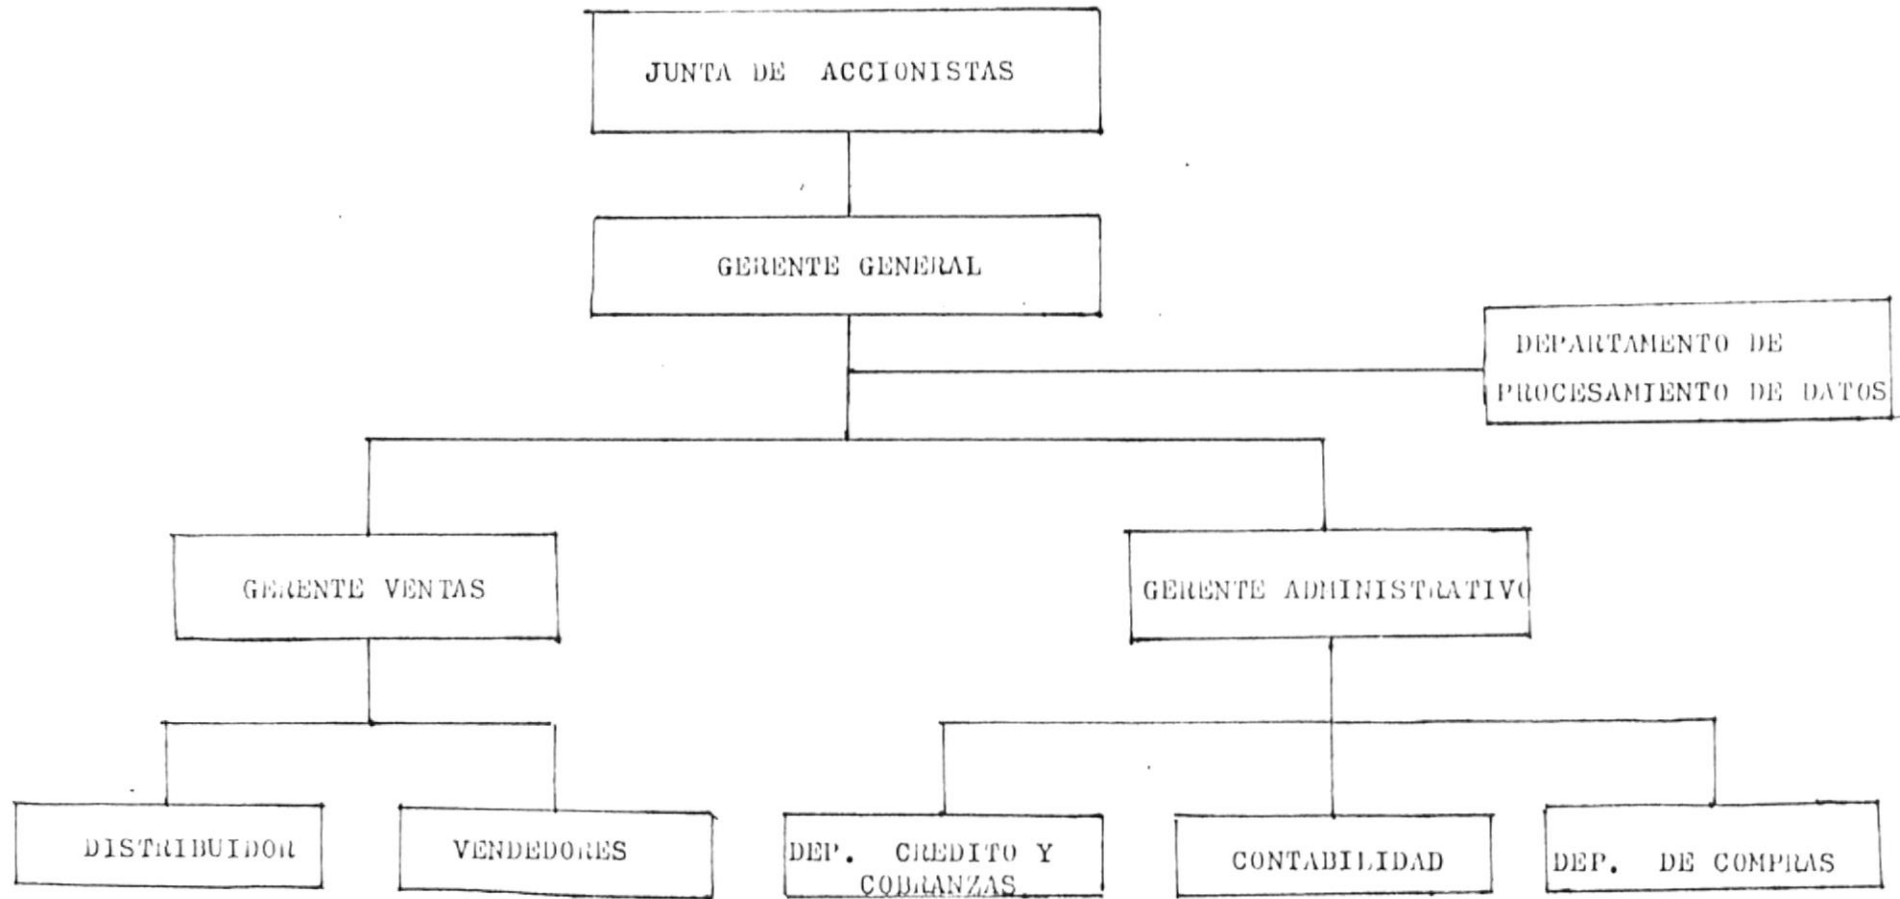 JUNTA DE ACCIONISTAS
GERENTE GENERAL
DEPARTAMENTO DE
PROCESAMIENTO DE DATOS
GERENTE VENTAS
GERENTE ADMINISTRATIVO
DISTRIBUIDOR
VENDEDORES
DEP. CREDITO Y
COBRANZAS
CONTABILIDAD
DEP. DE COMPRAS